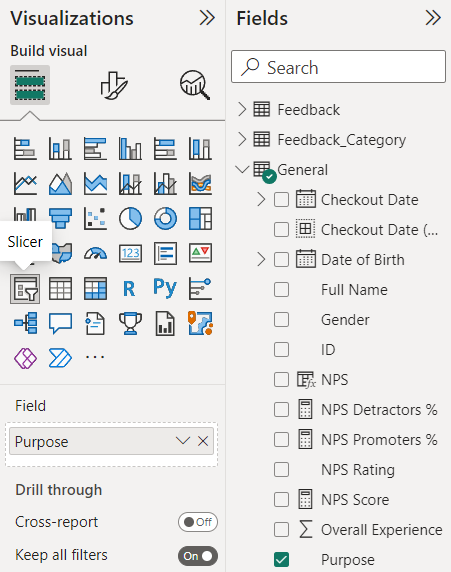 Visualizations
Build visual
Slicer
123
R
Py
Field
Purpose
Drill through
Cross-report
Off
Keep all filters
On
Fields
Search
Feedback
Feedback_Category
General
Checkout Date
Checkout Date (...
Date of Birth
Full Name
Gender
ID
fx NPS
NPS Detractors %
NPS Promoters %
NPS Rating
NPS Score
Overall Experience
Purpose